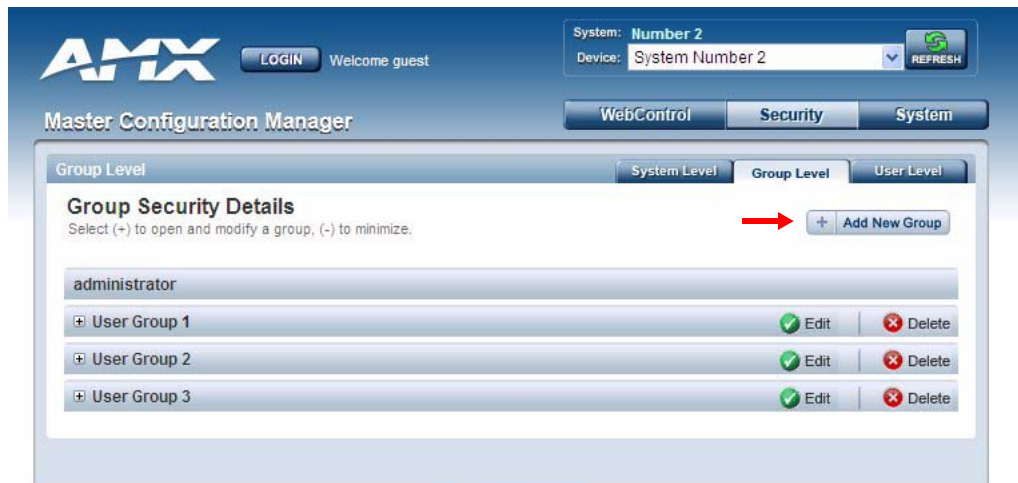 AMX
LOGIN Welcome guest
System: Number 2
Device: System Number 2
REFRESH
Master Configuration Manager
WebControl Security System
Group Level
System Level Group Level User Level
Group Security Details
Select (+) to open and modify a group, (-) to minimize.
+ Add New Group
administrator
User Group 1 Edit Delete
User Group 2 Edit Delete
User Group 3 Edit Delete